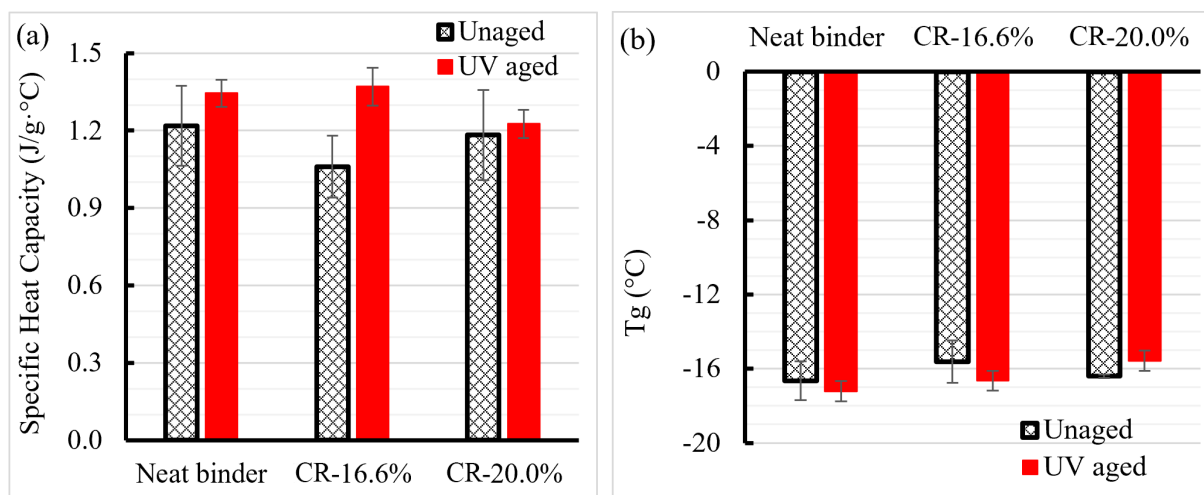 (a)
Unaged
UV aged
Specific Heat Capacity (J/g·°C)
1.5
1.2
0.9
0.6
0.3
0.0
Neat binder CR-16.6% CR-20.0%
(b)
Neat binder CR-16.6% CR-20.0%
Tg (°C)
0
-4
-8
-12
-16
-20
Unaged
UV aged